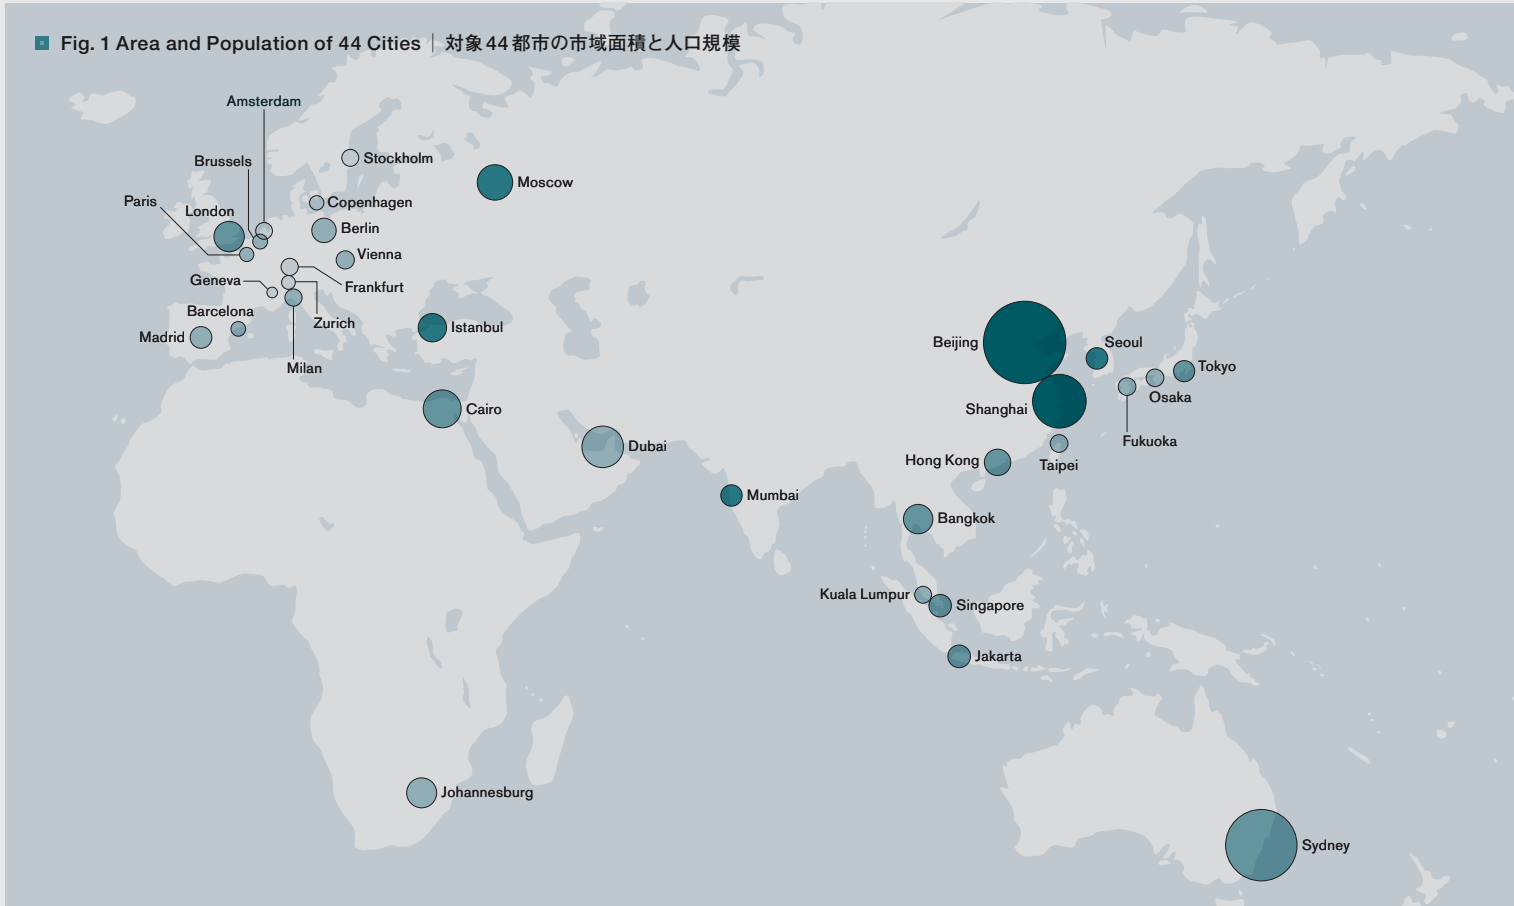 Fig. 1 Area and Population of 44 Cities | 対象44都市の市域面積と人口規模
Amsterdam
Stockholm
Brussels
Moscow
Paris
Copenhagen
London
Berlin
Vienna
Geneva
Frankfurt
Barcelona
Zurich
Istanbul
Madrid
Milan
Beijing
Seoul
Tokyo
Osaka
Shanghai
Cairo
Fukuoka
Dubai
Hong Kong
Taipei
Mumbai
Bangkok
Kuala Lumpur
Singapore
Jakarta
Johannesburg
Sydney